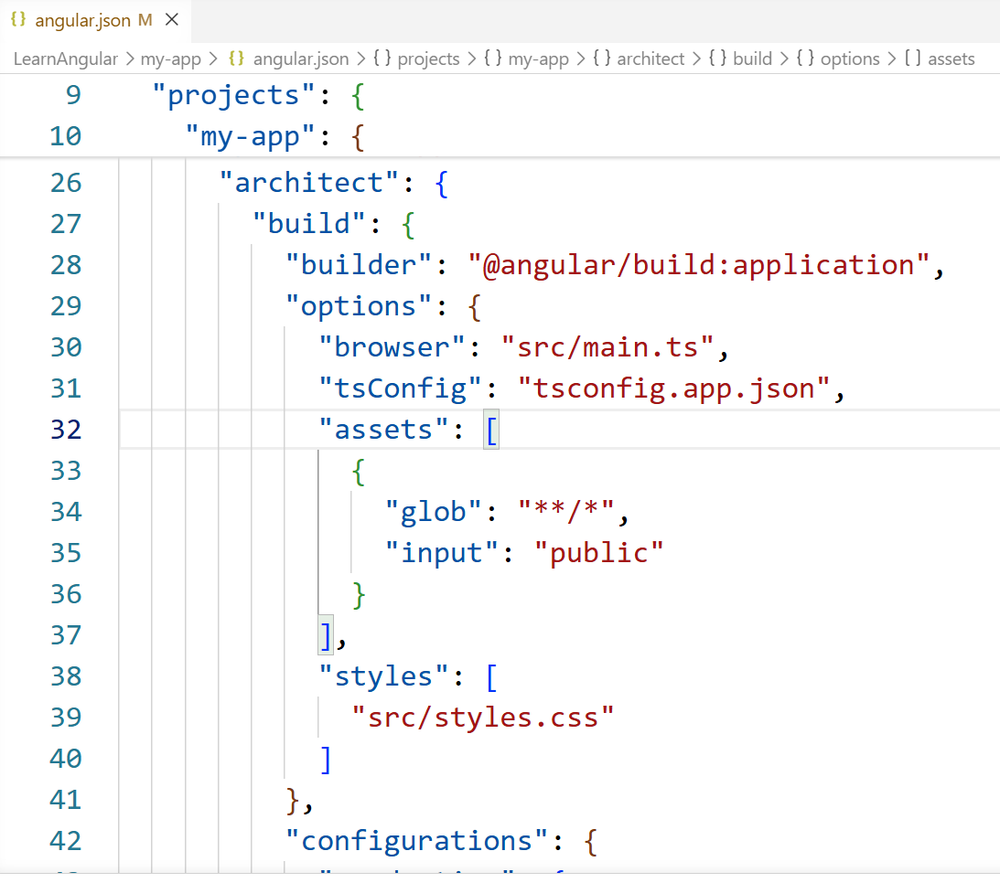 {} angular.json M ×
LearnAngular > my-app > {} angular.json > { } projects > { } my-app > { } architect > { } build > { } options > [ ] assets
9 "projects": {
10 "my-app": {
26 "architect": {
27 "build": {
28 "builder": "@angular/build:application",
29 "options": {
30 "browser": "src/main.ts",
31 "tsConfig": "tsconfig.app.json",
32 "assets": [
33 {
34 "glob": "**/*",
35 "input": "public"
36 }
37 ],
38 "styles": [
39 "src/styles.css"
40 ]
41 },
42 "configurations": {